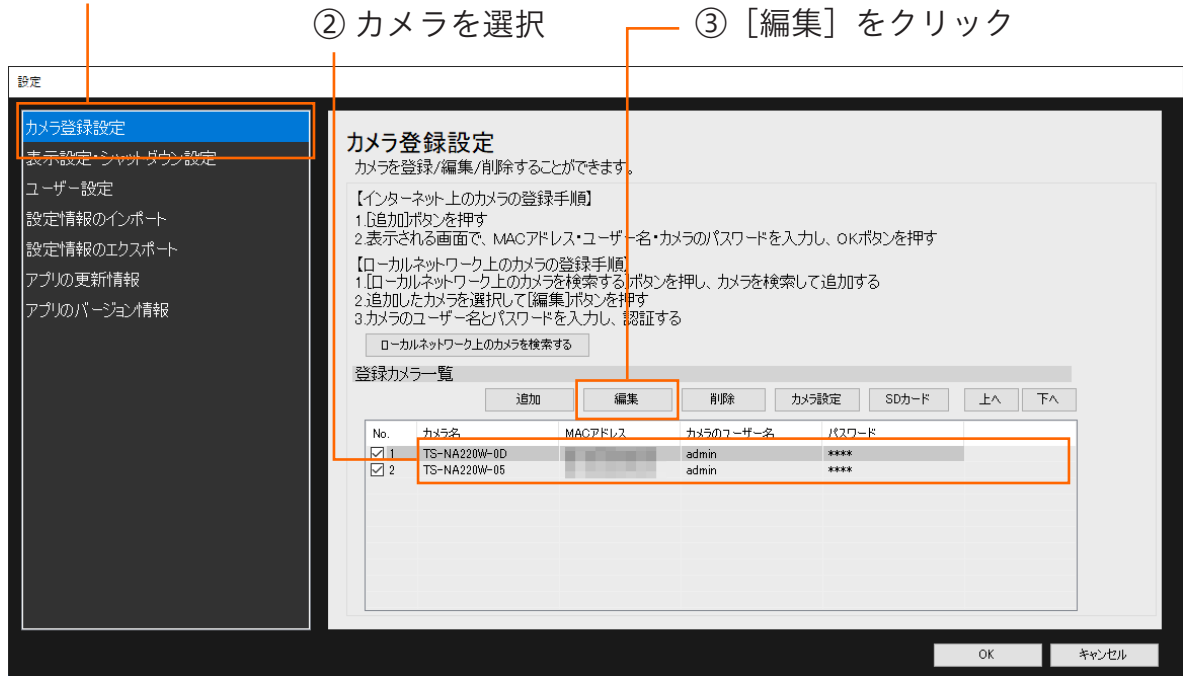 ② カメラを選択
③［編集］をクリック
設定
カメラ登録設定
表示設定・シャットダウン設定
ユーザー設定
設定情報のインポート
設定情報のエクスポート
アプリの更新情報
アプリのバージョン情報
カメラ登録設定
カメラを登録/編集/削除することができます。
【インターネット上のカメラの登録手順】
1.[追加]ボタンを押す
2.表示される画面で、MACアドレス・ユーザー名・カメラのパスワードを入力し、OKボタンを押す
【ローカルネットワーク上のカメラの登録手順】
1.[ローカルネットワーク上のカメラを検索する]ボタンを押し、カメラを検索して追加する
2.追加したカメラを選択して[編集]ボタンを押す
3.カメラのユーザー名とパスワードを入力し、認証する
ローカルネットワーク上のカメラを検索する
登録カメラ一覧
追加 編集 削除 カメラ設定 SDカード 上へ 下へ
No. カメラ名 MACアドレス カメラのユーザー名 パスワード
1 TS-NA220W-0D admin ****
2 TS-NA220W-05 admin ****
OK キャンセル